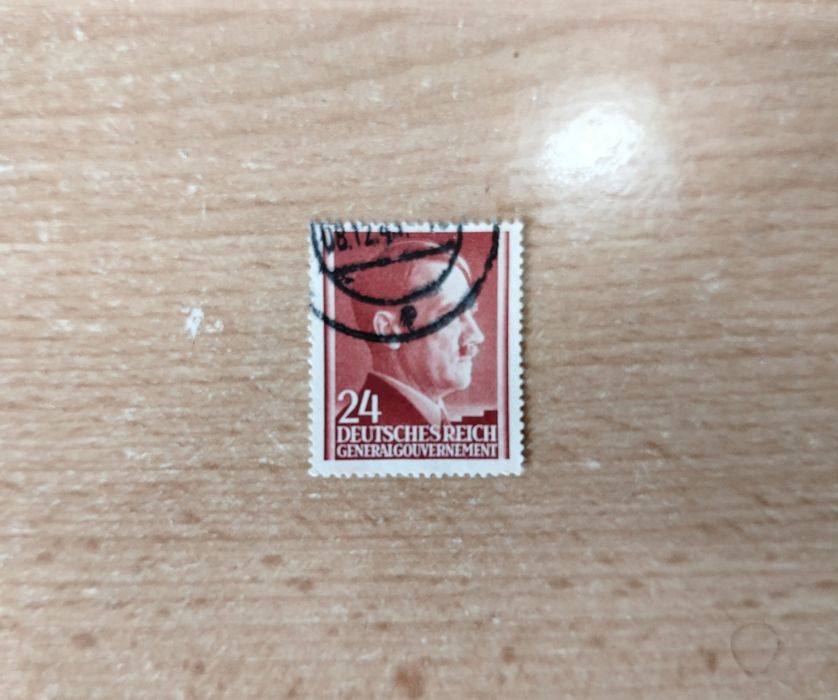 24
DEUTSCHES REICH
GENERALGOUVERNEMENT